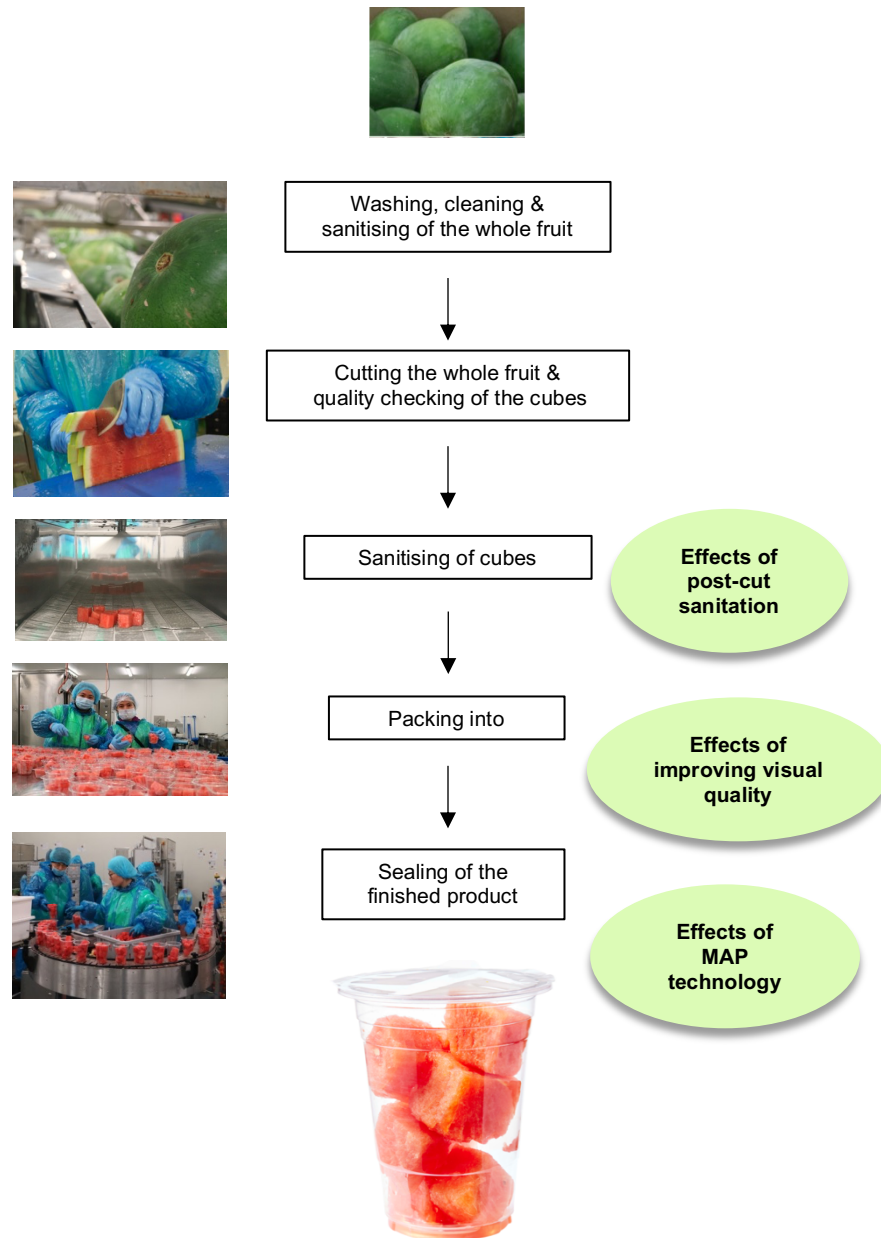 Washing, cleaning &
sanitising of the whole fruit
Cutting the whole fruit &
quality checking of the cubes
Sanitising of cubes
Effects of
post-cut
sanitation
Packing into
Effects of
improving visual
quality
Sealing of the
finished product
Effects of
MAP
technology